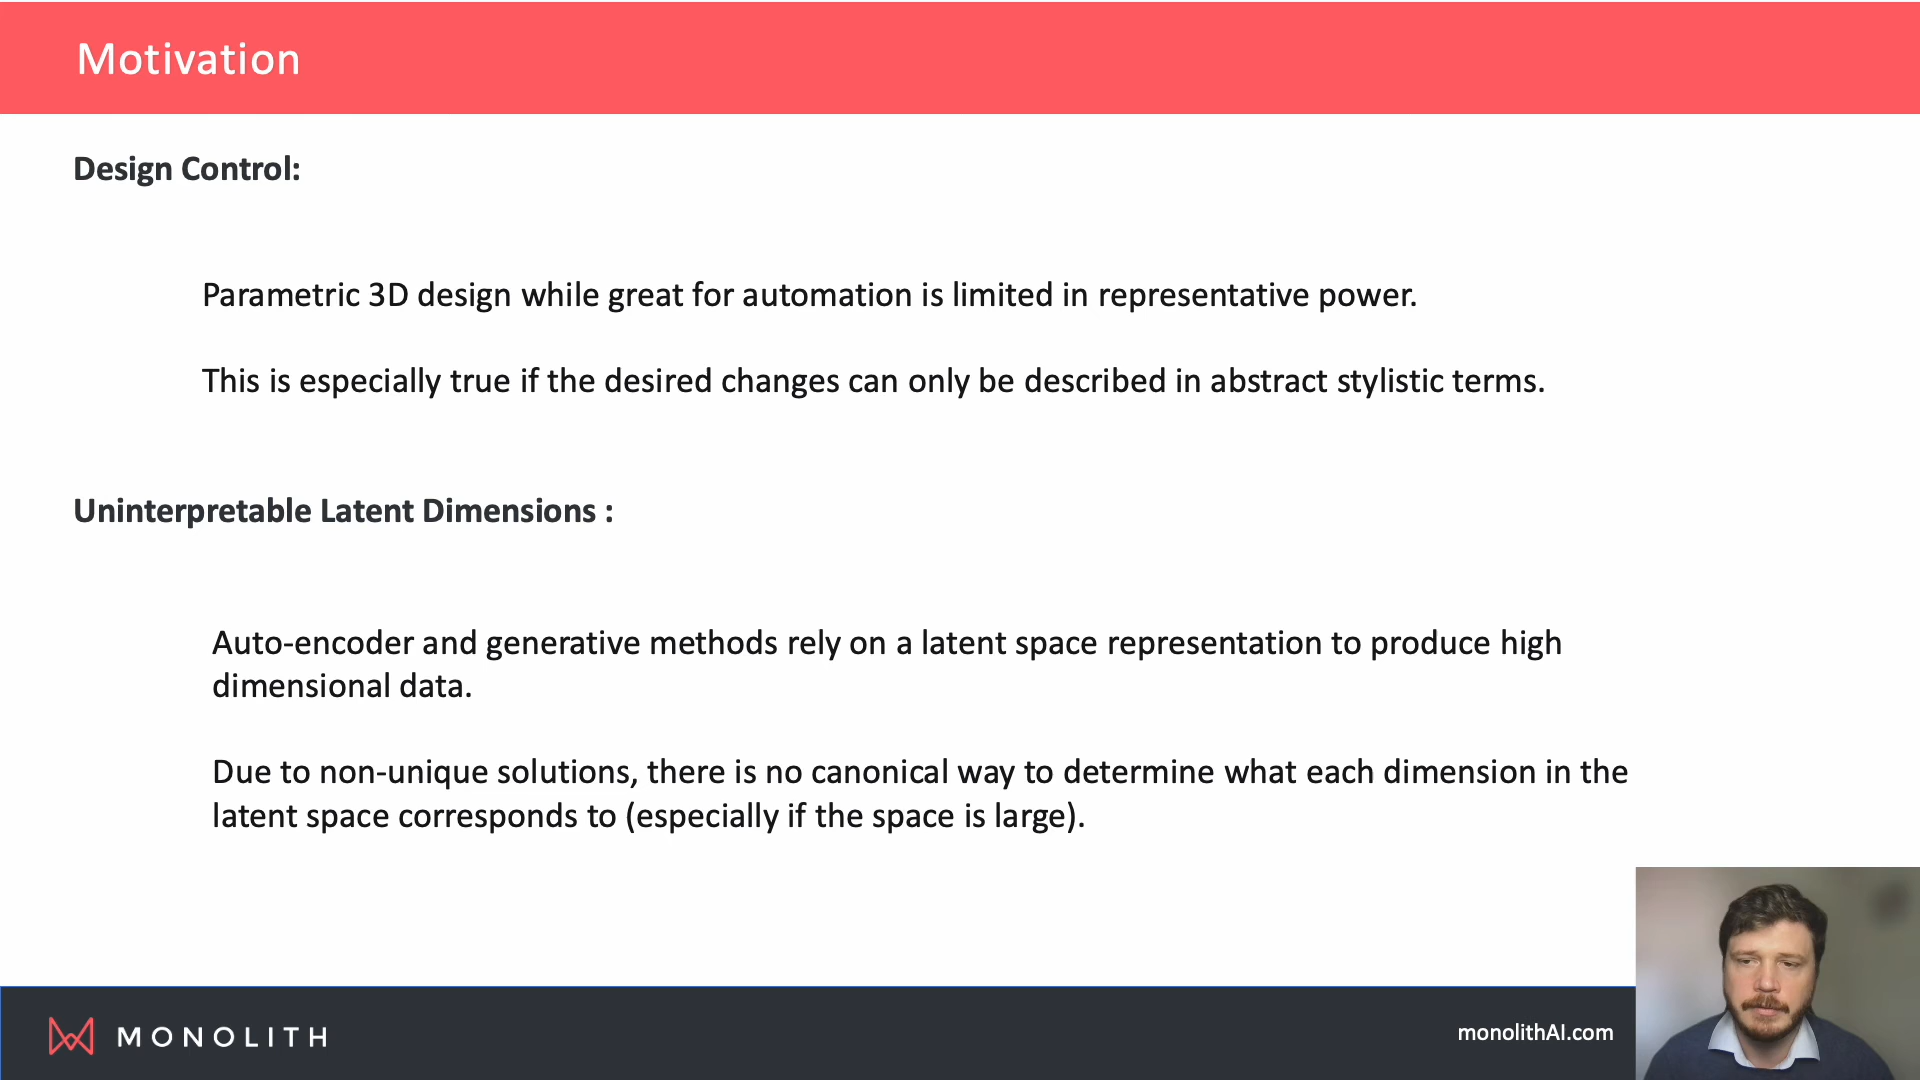 Motivation
Design Control:
Parametric 3D design while great for automation is limited in representative power.
This is especially true if the desired changes can only be described in abstract stylistic terms.
Uninterpretable Latent Dimensions :
Auto-encoder and generative methods rely on a latent space representation to produce high
dimensional data.
Due to non-unique solutions, there is no canonical way to determine what each dimension in the
latent space corresponds to (especially if the space is large).
MONOLITH
monolithAI.com